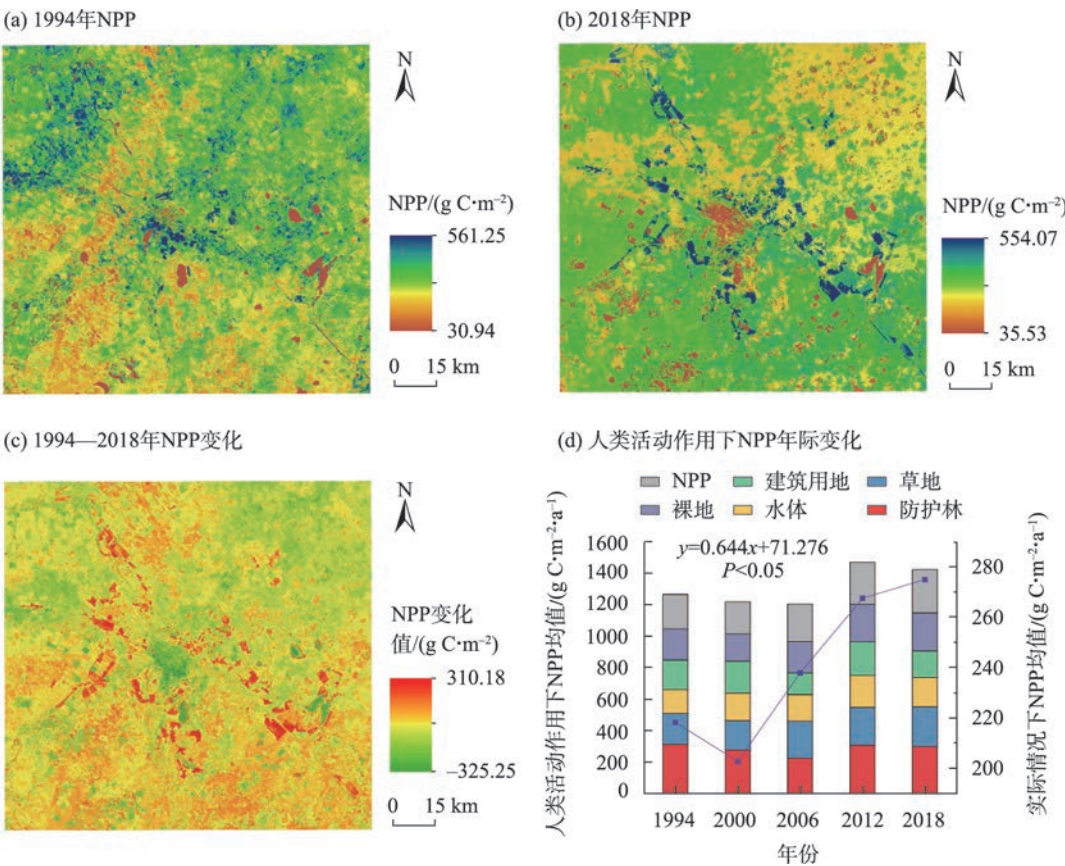 (a) 1994年NPP
N
NPP/(g C·m⁻²)
561.25
30.94
0 15 km
(b) 2018年NPP
N
NPP/(g C·m⁻²)
554.07
35.53
0 15 km
(c) 1994—2018年NPP变化
N
NPP变化
值/(g C·m⁻²)
310.18
–325.25
0 15 km
(d) 人类活动作用下NPP年际变化
NPP 建筑用地 草地
裸地 水体 防护林
y=0.644x+71.276
P<0.05
人类活动作用下NPP均值/(g C·m⁻²·a⁻¹)
1600
1400
1200
1000
800
600
400
200
0
实际情况下NPP均值/(g C·m⁻²·a⁻¹)
280
260
240
220
200
1994 2000 2006 2012 2018
年份